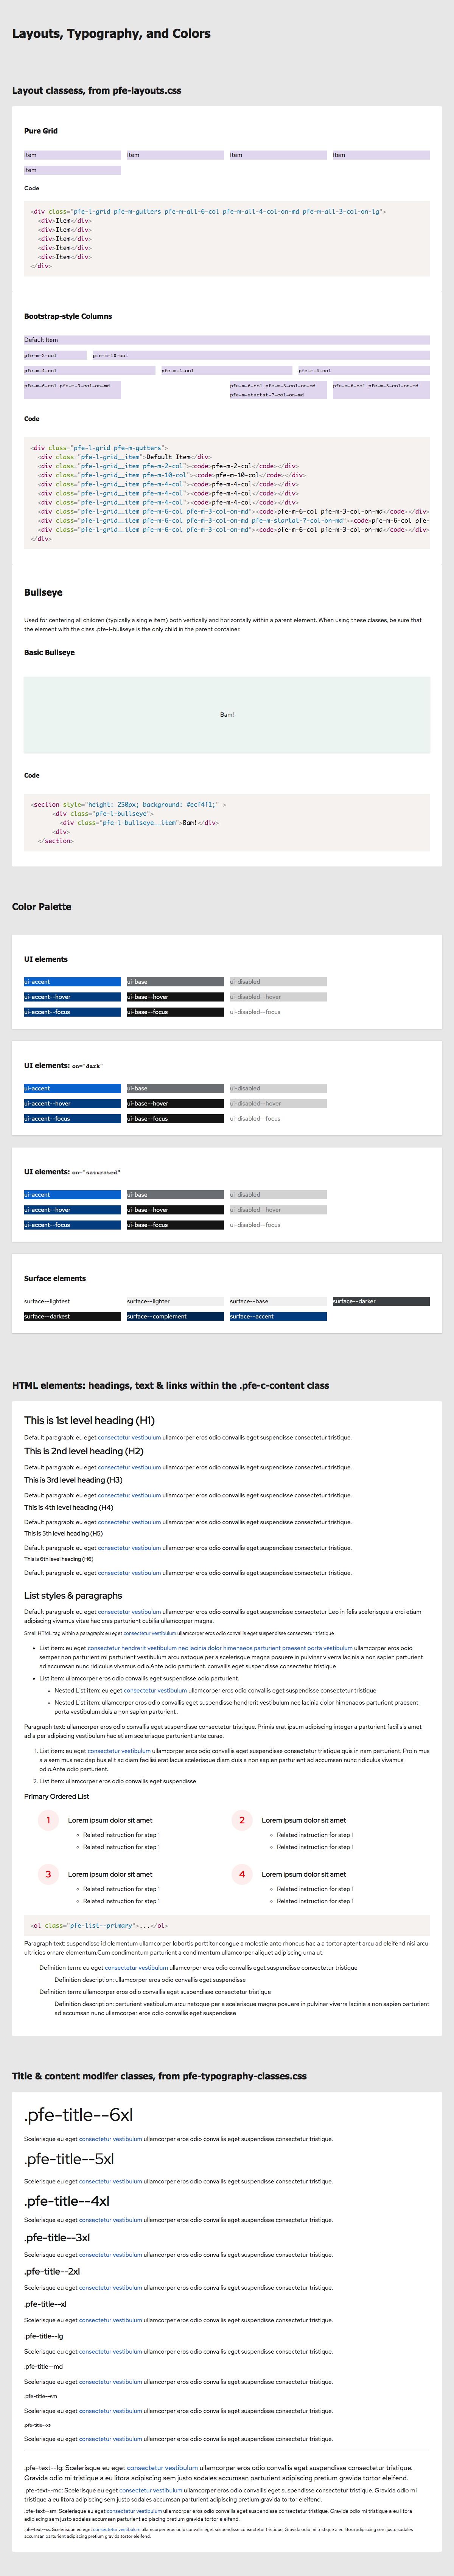 Layouts, Typography, and Colors
Layout classess, from pfe-layouts.css
Pure Grid
Item Item Item Item
Item
Code
<div class="pfe-l-grid pfe-m-gutters pfe-m-all-6-col pfe-m-all-4-col-on-md pfe-m-all-3-col-on-lg">
<div>Item</div>
<div>Item</div>
<div>Item</div>
<div>Item</div>
<div>Item</div>
</div>
Bootstrap-style Columns
Default Item
pfe-m-2-col pfe-m-10-col
pfe-m-4-col pfe-m-4-col pfe-m-4-col
pfe-m-6-col pfe-m-3-col-on-md pfe-m-6-col pfe-m-3-col-on-md pfe-m-6-col pfe-m-3-col-on-md
pfe-m-startat-7-col-on-md
Code
<div class="pfe-l-grid pfe-m-gutters">
<div class="pfe-l-grid__item">Default Item</div>
<div class="pfe-l-grid__item pfe-m-2-col"><code>pfe-m-2-col</code></div>
<div class="pfe-l-grid__item pfe-m-10-col"><code>pfe-m-10-col</code></div>
<div class="pfe-l-grid__item pfe-m-4-col"><code>pfe-m-4-col</code></div>
<div class="pfe-l-grid__item pfe-m-4-col"><code>pfe-m-4-col</code></div>
<div class="pfe-l-grid__item pfe-m-4-col"><code>pfe-m-4-col</code></div>
<div class="pfe-l-grid__item pfe-m-6-col pfe-m-3-col-on-md"><code>pfe-m-6-col pfe-m-3-col-on-md</code></div>
<div class="pfe-l-grid__item pfe-m-6-col pfe-m-3-col-on-md pfe-m-startat-7-col-on-md"><code>pfe-m-6-col pfe-
<div class="pfe-l-grid__item pfe-m-6-col pfe-m-3-col-on-md"><code>pfe-m-6-col pfe-m-3-col-on-md</code></div>
</div>
Bullseye
Used for centering all children (typically a single item) both vertically and horizontally within a parent element. When using these classes, be sure that
the element with the class .pfe-l-bullseye is the only child in the parent container.
Basic Bullseye
Bam!
Code
<section style="height: 250px; background: #ecf4f1;" >
<div class="pfe-l-bullseye">
<div class="pfe-l-bullseye__item">Bam!</div>
<div>
</section>
Color Palette
UI elements
ui-accent ui-base ui-disabled
ui-accent--hover ui-base--hover ui-disabled--hover
ui-accent--focus ui-base--focus ui-disabled--focus
UI elements: on="dark"
ui-accent ui-base ui-disabled
ui-accent--hover ui-base--hover ui-disabled--hover
ui-accent--focus ui-base--focus ui-disabled--focus
UI elements: on="saturated"
ui-accent ui-base ui-disabled
ui-accent--hover ui-base--hover ui-disabled--hover
ui-accent--focus ui-base--focus ui-disabled--focus
Surface elements
surface--lightest surface--lighter surface--base surface--darker
surface--darkest surface--complement surface--accent
HTML elements: headings, text & links within the .pfe-c-content class
This is 1st level heading (H1)
Default paragraph: eu eget consectetur vestibulum ullamcorper eros odio convallis eget suspendisse consectetur tristique.
This is 2nd level heading (H2)
Default paragraph: eu eget consectetur vestibulum ullamcorper eros odio convallis eget suspendisse consectetur tristique.
This is 3rd level heading (H3)
Default paragraph: eu eget consectetur vestibulum ullamcorper eros odio convallis eget suspendisse consectetur tristique.
This is 4th level heading (H4)
Default paragraph: eu eget consectetur vestibulum ullamcorper eros odio convallis eget suspendisse consectetur tristique.
This is 5th level heading (H5)
Default paragraph: eu eget consectetur vestibulum ullamcorper eros odio convallis eget suspendisse consectetur tristique.
This is 6th level heading (H6)
Default paragraph: eu eget consectetur vestibulum ullamcorper eros odio convallis eget suspendisse consectetur tristique.
List styles & paragraphs
Default paragraph: eu eget consectetur vestibulum ullamcorper eros odio convallis eget suspendisse consectetur Leo in felis scelerisque a orci etiam
adipiscing vivamus vitae hac cras parturient cubilia ullamcorper magna.
Small HTML tag within a paragraph: eu eget consectetur vestibulum ullamcorper eros odio convallis eget suspendisse consectetur tristique
• List item: eu eget consectetur hendrerit vestibulum nec lacinia dolor himenaeos parturient praesent porta vestibulum ullamcorper eros odio
semper non parturient mi parturient vestibulum arcu natoque per a scelerisque magna posuere in pulvinar viverra lacinia a non sapien parturient
ad accumsan nunc ridiculus vivamus odio.Ante odio parturient. convallis eget suspendisse consectetur tristique
• List item: ullamcorper eros odio convallis eget suspendisse odio parturient.
◦ Nested List item: eu eget consectetur vestibulum ullamcorper eros odio convallis eget suspendisse consectetur tristique
◦ Nested List item: ullamcorper eros odio convallis eget suspendisse hendrerit vestibulum nec lacinia dolor himenaeos parturient praesent
porta vestibulum duis a non sapien parturient .
Paragraph text: ullamcorper eros odio convallis eget suspendisse consectetur tristique. Primis erat ipsum adipiscing integer a parturient facilisis amet
ad a per adipiscing vestibulum hac etiam scelerisque parturient ante curae.
1. List item: eu eget consectetur vestibulum ullamcorper eros odio convallis eget suspendisse consectetur tristique quis in nam parturient. Proin mus
a a sem mus nec dapibus elit ac diam facilisi erat lacus scelerisque diam duis a non sapien parturient ad accumsan nunc ridiculus vivamus
odio.Ante odio parturient.
2. List item: ullamcorper eros odio convallis eget suspendisse
Primary Ordered List
1 Lorem ipsum dolor sit amet 2 Lorem ipsum dolor sit amet
◦ Related instruction for step 1 ◦ Related instruction for step 1
◦ Related instruction for step 1 ◦ Related instruction for step 1
3 Lorem ipsum dolor sit amet 4 Lorem ipsum dolor sit amet
◦ Related instruction for step 1 ◦ Related instruction for step 1
◦ Related instruction for step 1 ◦ Related instruction for step 1
<ol class="pfe-list--primary">...</ol>
Paragraph text: suspendisse id elementum ullamcorper lobortis porttitor congue a molestie ante rhoncus hac a a tortor aptent arcu ad eleifend nisi arcu
ultricies ornare elementum.Cum condimentum parturient a condimentum ullamcorper aliquet adipiscing urna ut.
Definition term: eu eget consectetur vestibulum ullamcorper eros odio convallis eget suspendisse consectetur tristique
Definition description: ullamcorper eros odio convallis eget suspendisse
Definition term: ullamcorper eros odio convallis eget suspendisse consectetur tristique
Definition description: parturient vestibulum arcu natoque per a scelerisque magna posuere in pulvinar viverra lacinia a non sapien parturient
ad accumsan nunc ullamcorper eros odio convallis eget suspendisse
Title & content modifer classes, from pfe-typography-classes.css
.pfe-title--6xl
Scelerisque eu eget consectetur vestibulum ullamcorper eros odio convallis eget suspendisse consectetur tristique.
.pfe-title--5xl
Scelerisque eu eget consectetur vestibulum ullamcorper eros odio convallis eget suspendisse consectetur tristique.
.pfe-title--4xl
Scelerisque eu eget consectetur vestibulum ullamcorper eros odio convallis eget suspendisse consectetur tristique.
.pfe-title--3xl
Scelerisque eu eget consectetur vestibulum ullamcorper eros odio convallis eget suspendisse consectetur tristique.
.pfe-title--2xl
Scelerisque eu eget consectetur vestibulum ullamcorper eros odio convallis eget suspendisse consectetur tristique.
.pfe-title--xl
Scelerisque eu eget consectetur vestibulum ullamcorper eros odio convallis eget suspendisse consectetur tristique.
.pfe-title--lg
Scelerisque eu eget consectetur vestibulum ullamcorper eros odio convallis eget suspendisse consectetur tristique.
.pfe-title--md
Scelerisque eu eget consectetur vestibulum ullamcorper eros odio convallis eget suspendisse consectetur tristique.
.pfe-title--sm
Scelerisque eu eget consectetur vestibulum ullamcorper eros odio convallis eget suspendisse consectetur tristique.
.pfe-title--xs
Scelerisque eu eget consectetur vestibulum ullamcorper eros odio convallis eget suspendisse consectetur tristique.
.pfe-text--lg: Scelerisque eu eget consectetur vestibulum ullamcorper eros odio convallis eget suspendisse consectetur tristique.
Gravida odio mi tristique a eu litora adipiscing sem justo sodales accumsan parturient adipiscing pretium gravida tortor eleifend.
.pfe-text--md: Scelerisque eu eget consectetur vestibulum ullamcorper eros odio convallis eget suspendisse consectetur tristique. Gravida odio mi
tristique a eu litora adipiscing sem justo sodales accumsan parturient adipiscing pretium gravida tortor eleifend.
.pfe-text--sm: Scelerisque eu eget consectetur vestibulum ullamcorper eros odio convallis eget suspendisse consectetur tristique. Gravida odio mi tristique a eu litora
adipiscing sem justo sodales accumsan parturient adipiscing pretium gravida tortor eleifend.
.pfe-text--xs: Scelerisque eu eget consectetur vestibulum ullamcorper eros odio convallis eget suspendisse consectetur tristique. Gravida odio mi tristique a eu litora adipiscing sem justo sodales
accumsan parturient adipiscing pretium gravida tortor eleifend.